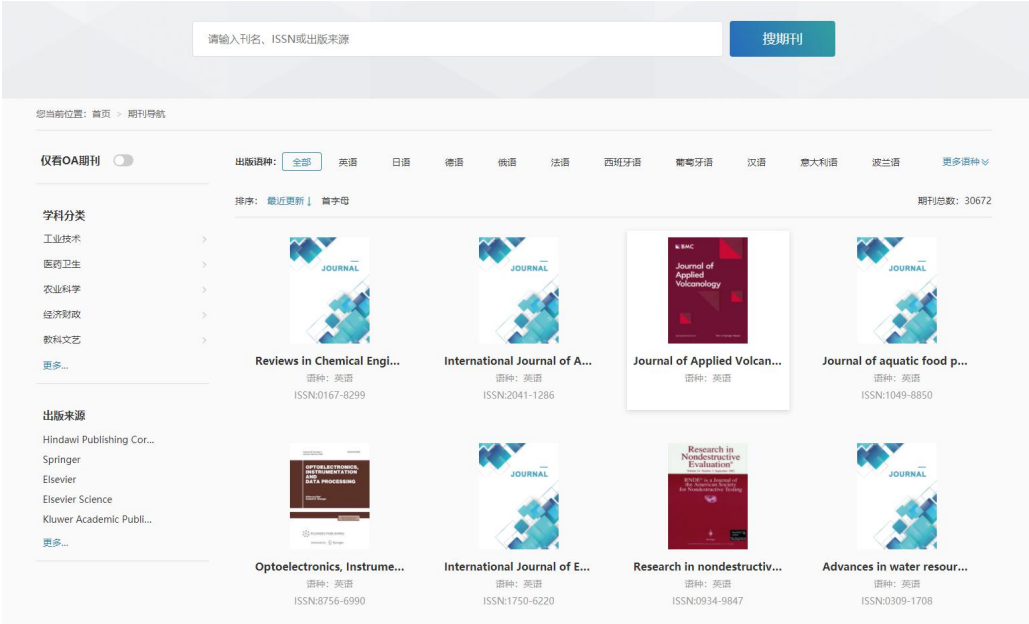 请输入刊名、ISSN或出版来源
搜期刊
您当前位置：首页 > 期刊导航
仅看OA期刊
出版语种： 全部 英语 日语 德语 俄语 法语 西班牙语 葡萄牙语 汉语 意大利语 波兰语 更多语种
排序： 最近更新↓ 首字母
期刊总数：30672
学科分类
工业技术
医药卫生
农业科学
经济财政
教科文艺
更多...
出版来源
Hindawi Publishing Cor...
Springer
Elsevier
Elsevier Science
Kluwer Academic Publi...
更多...
JOURNAL
Reviews in Chemical Engi...
语种：英语
ISSN:0167-8299
JOURNAL
International Journal of A...
语种：英语
ISSN:2041-1286
BMC
Journal of
Applied
Volcanology
Journal of Applied Volcan...
语种：英语
JOURNAL
Journal of aquatic food p...
语种：英语
ISSN:1049-8850
OPTOELECTRONICS,
INSTRUMENTATION
AND
DATA PROCESSING
Optoelectronics, Instrume...
语种：英语
ISSN:8756-6990
JOURNAL
International Journal of E...
语种：英语
ISSN:1750-6220
Research in
Nondestructive
Evaluation
RNDE is a Journal of
the American Society
for Nondestructive Testing
Research in nondestructiv...
语种：英语
ISSN:0934-9847
JOURNAL
Advances in water resour...
语种：英语
ISSN:0309-1708